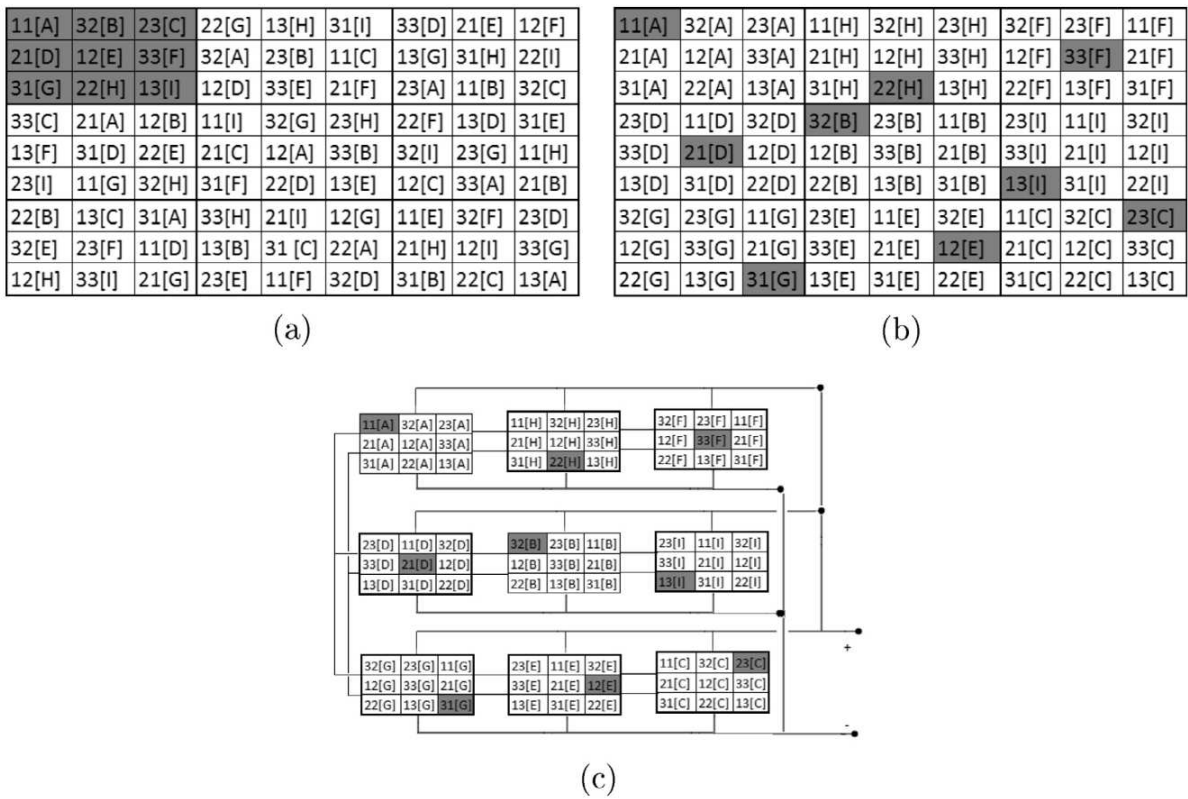 11[A] 32[B] 23[C] 22[G] 13[H] 31[I] 33[D] 21[E] 12[F]
21[D] 12[E] 33[F] 32[A] 23[B] 11[C] 13[G] 31[H] 22[I]
31[G] 22[H] 13[I] 12[D] 33[E] 21[F] 23[A] 11[B] 32[C]
33[C] 21[A] 12[B] 11[I] 32[G] 23[H] 22[F] 13[D] 31[E]
13[F] 31[D] 22[E] 21[C] 12[A] 33[B] 32[I] 23[G] 11[H]
23[I] 11[G] 32[H] 31[F] 22[D] 13[E] 12[C] 33[A] 21[B]
22[B] 13[C] 31[A] 33[H] 21[I] 12[G] 11[E] 32[F] 23[D]
32[E] 23[F] 11[D] 13[B] 31 [C] 22[A] 21[H] 12[I] 33[G]
12[H] 33[I] 21[G] 23[E] 11[F] 32[D] 31[B] 22[C] 13[A]
(a)
11[A] 32[A] 23[A] 11[H] 32[H] 23[H] 32[F] 23[F] 11[F]
21[A] 12[A] 33[A] 21[H] 12[H] 33[H] 12[F] 33[F] 21[F]
31[A] 22[A] 13[A] 31[H] 22[H] 13[H] 22[F] 13[F] 31[F]
23[D] 11[D] 32[D] 32[B] 23[B] 11[B] 23[I] 11[I] 32[I]
33[D] 21[D] 12[D] 12[B] 33[B] 21[B] 33[I] 21[I] 12[I]
13[D] 31[D] 22[D] 22[B] 13[B] 31[B] 13[I] 31[I] 22[I]
32[G] 23[G] 11[G] 23[E] 11[E] 32[E] 11[C] 32[C] 23[C]
12[G] 33[G] 21[G] 33[E] 21[E] 12[E] 21[C] 12[C] 33[C]
22[G] 13[G] 31[G] 13[E] 31[E] 22[E] 31[C] 22[C] 13[C]
(b)
11[A] 32[A] 23[A] 11[H] 32[H] 23[H] 32[F] 23[F] 11[F]
21[A] 12[A] 33[A] 21[H] 12[H] 33[H] 12[F] 33[F] 21[F]
31[A] 22[A] 13[A] 31[H] 22[H] 13[H] 22[F] 13[F] 31[F]
23[D] 11[D] 32[D] 32[B] 23[B] 11[B] 23[I] 11[I] 32[I]
33[D] 21[D] 12[D] 12[B] 33[B] 21[B] 33[I] 21[I] 12[I]
13[D] 31[D] 22[D] 22[B] 13[B] 31[B] 13[I] 31[I] 22[I]
+
32[G] 23[G] 11[G] 23[E] 11[E] 32[E] 11[C] 32[C] 23[C]
12[G] 33[G] 21[G] 33[E] 21[E] 12[E] 21[C] 12[C] 33[C]
22[G] 13[G] 31[G] 13[E] 31[E] 22[E] 31[C] 22[C] 13[C]
-
(c)